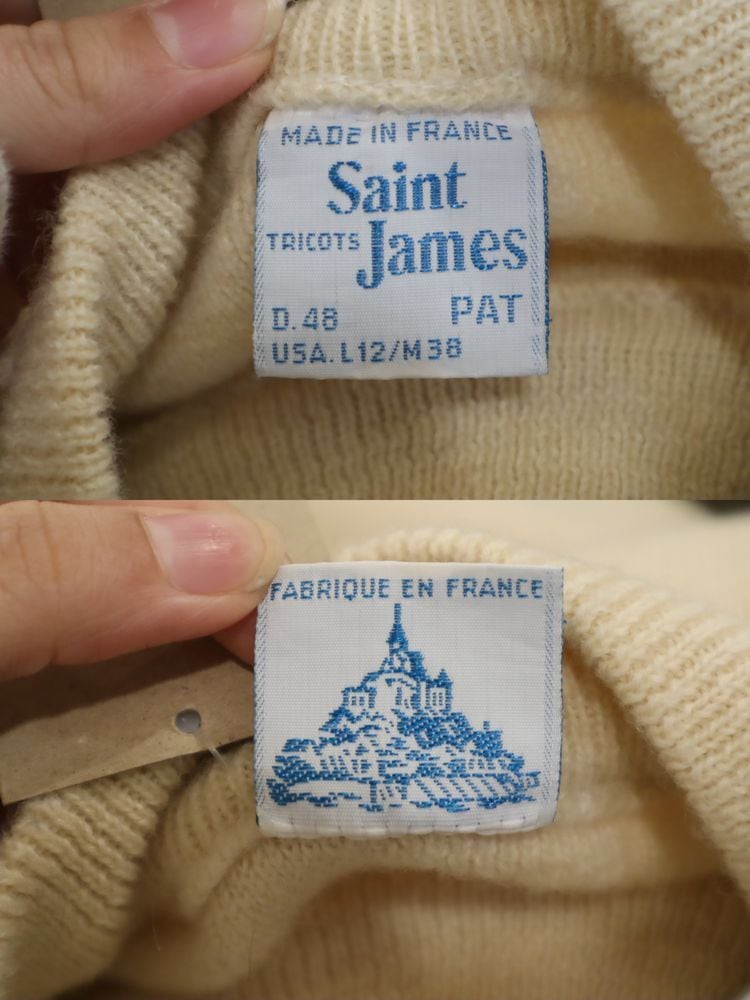 MADE IN FRANCE
Saint
TRICOTS James
D.48 PAT
USA.L12/M38
FABRIQUE EN FRANCE